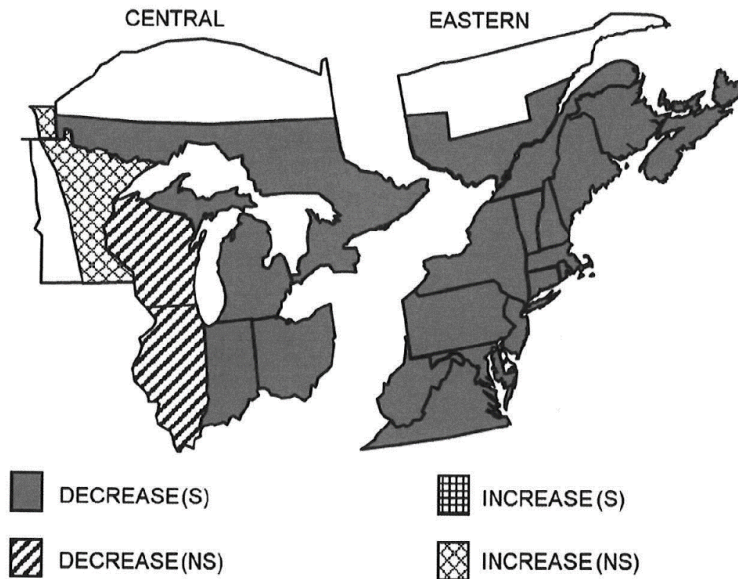 CENTRAL
EASTERN
DECREASE(S)
INCREASE(S)
DECREASE(NS)
INCREASE(NS)